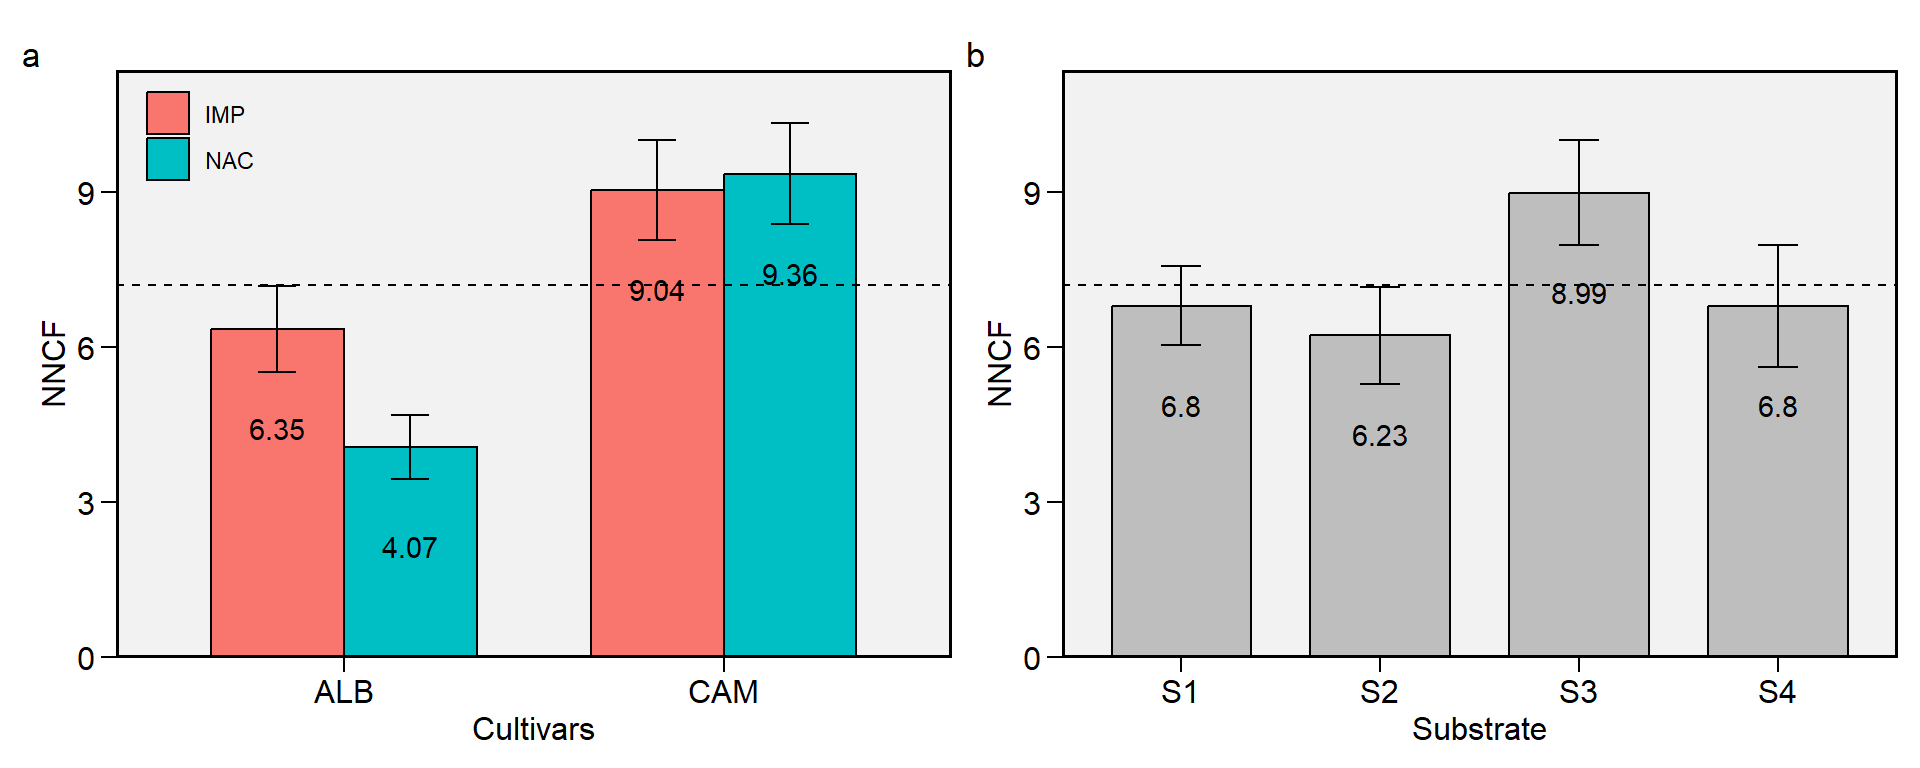 a
IMP
NAC
9
6
3
0
NNCF
6.35
4.07
9.04
9.36
ALB
CAM
Cultivars
b
9
6
3
0
NNCF
6.8
6.23
8.99
6.8
S1
S2
S3
S4
Substrate